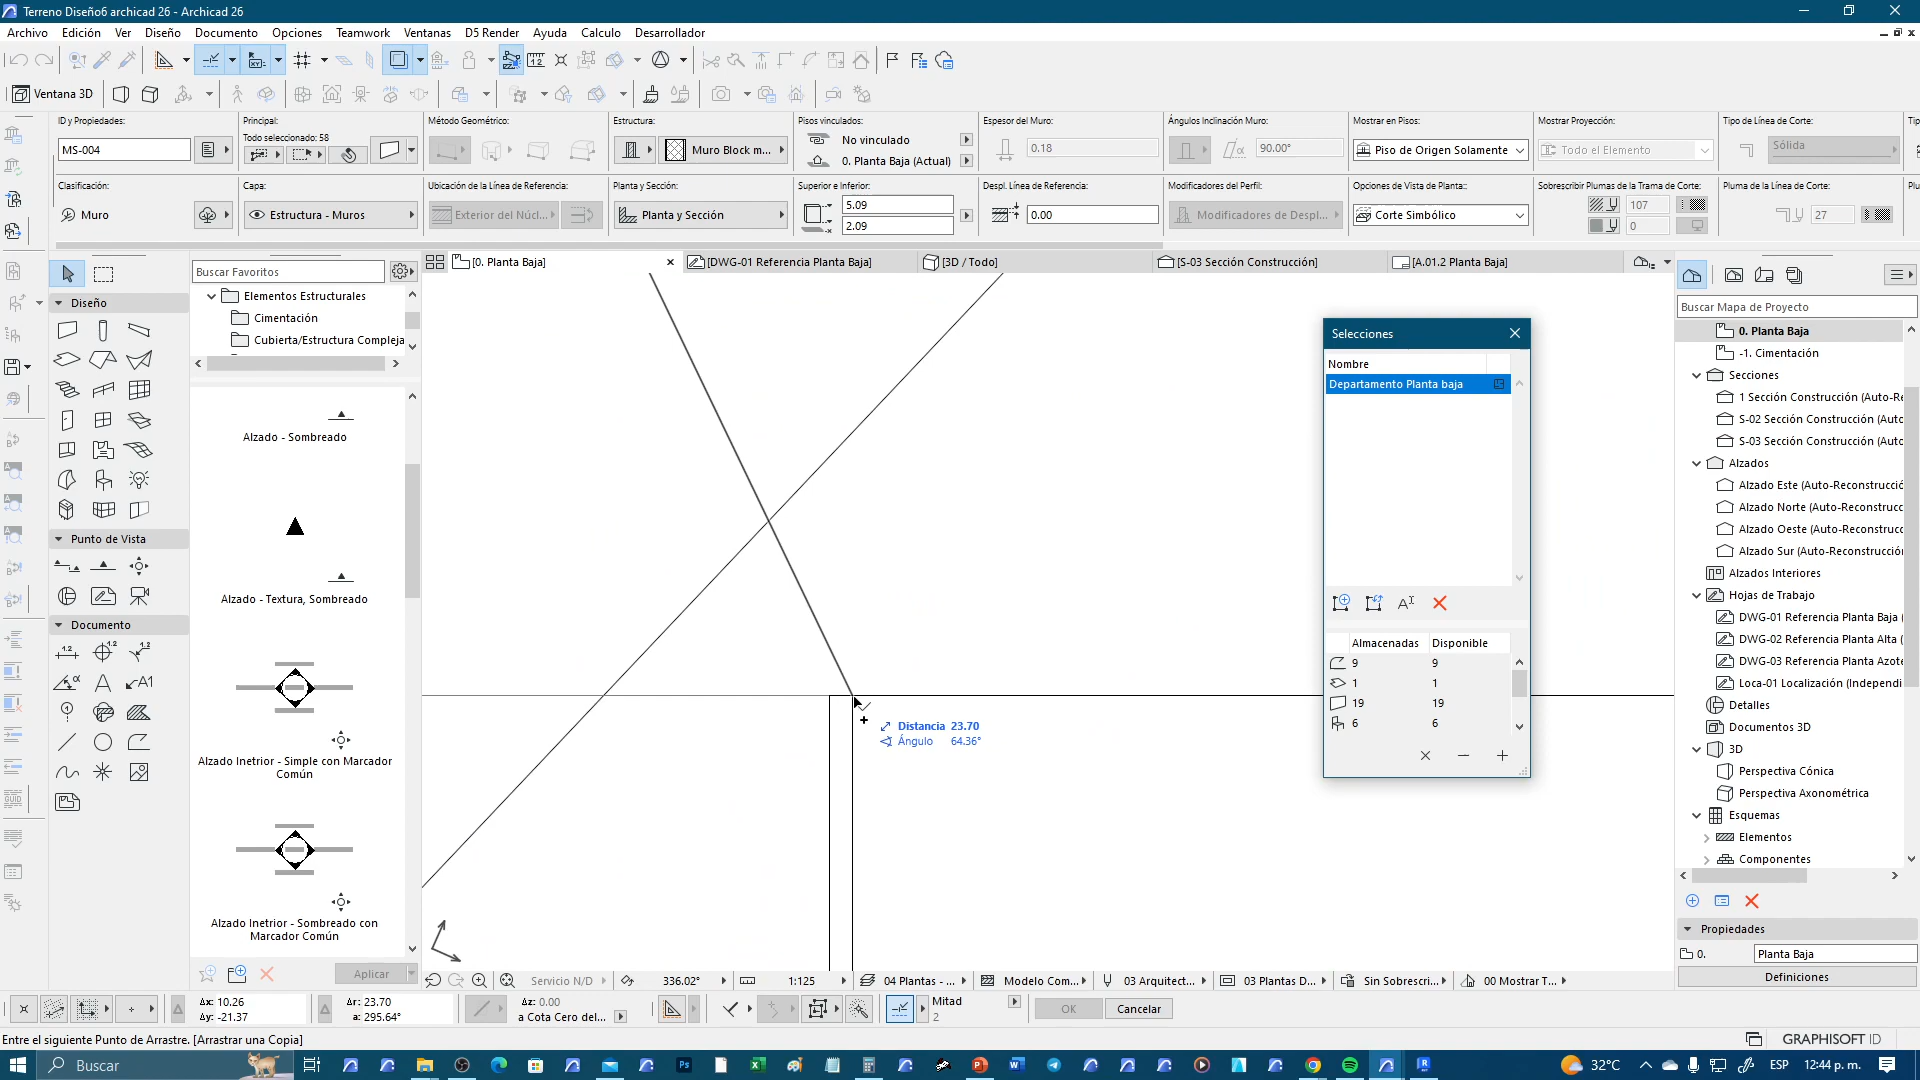 Terreno Diseño6 archicad 26 - Archicad 26
Archivo Edición Ver Diseño Documento Opciones Teamwork Ventanas D5 Render Ayuda Calculo Desarrollador
Ventana 3D
ID y Propiedades: Principal: Método Geométrico: Estructura: Pisos vinculados: Espesor del Muro: Ángulos Inclinación Muro: Mostrar en Pisos: Mostrar Proyección: Tipo de Línea de Corte:
Todo seleccionado: 58
MS-004 Muro Block m... No vinculado 0.18 90.00° Piso de Origen Solamente Todo el Elemento Sólida
0. Planta Baja (Actual)
Clasificación: Capa: Ubicación de la Línea de Referencia: Planta y Sección: Superior e Inferior: Despl. Línea de Referencia: Modificadores del Perfil: Opciones de Vista de Planta:: Sobrescribir Plumas de la Trama de Corte: Pluma de la Línea de Corte:
Muro Estructura - Muros Exterior del Núcl... Planta y Sección 5.09 0.00 Modificadores de Despl... Corte Simbólico 107 27
2.09 0
Buscar Favoritos
[0. Planta Baja] [DWG-01 Referencia Planta Baja] [3D / Todo] [S-03 Sección Construcción] [A.01.2 Planta Baja]
Diseño
Elementos Estructurales
Cimentación
Cubierta/Estructura Compleja
Alzado - Sombreado
Alzado - Textura, Sombreado
Alzado Inetrior - Simple con Marcador Común
Alzado Inetrior - Sombreado con Marcador Común
Aplicar
Punto de Vista
Documento
Distancia 23.70
Ángulo 64.36°
Selecciones
Nombre
Departamento Planta baja
Almacenadas Disponible
9 9
1 1
19 19
6 6
Buscar Mapa de Proyecto
0. Planta Baja
-1. Cimentación
Secciones
1 Sección Construcción (Auto-Re
S-02 Sección Construcción (Auto
S-03 Sección Construcción (Auto
Alzados
Alzado Este (Auto-Reconstrucció
Alzado Norte (Auto-Reconstrucc
Alzado Oeste (Auto-Reconstrucc
Alzado Sur (Auto-Reconstrucción
Alzados Interiores
Hojas de Trabajo
DWG-01 Referencia Planta Baja (
DWG-02 Referencia Planta Alta (
DWG-03 Referencia Planta Azote
Loca-01 Localización (Independi
Detalles
Documentos 3D
3D
Perspectiva Cónica
Perspectiva Axonométrica
Esquemas
Elementos
Componentes
Propiedades
0. Planta Baja
Definiciones
Servicio N/D 336.02° 1:125 04 Plantas - ... Modelo Com... 03 Arquitect... 03 Plantas D... Sin Sobrescri... 00 Mostrar T...
Δx: 10.26 Δr: 23.70 Δz: 0.00 Mitad
Δy: -21.37 a: 295.64° a Cota Cero del... 2 OK Cancelar
Entre el siguiente Punto de Arrastre. [Arrastrar una Copia]
GRAPHISOFT ID
Buscar 32°C ESP 12:44 p. m.